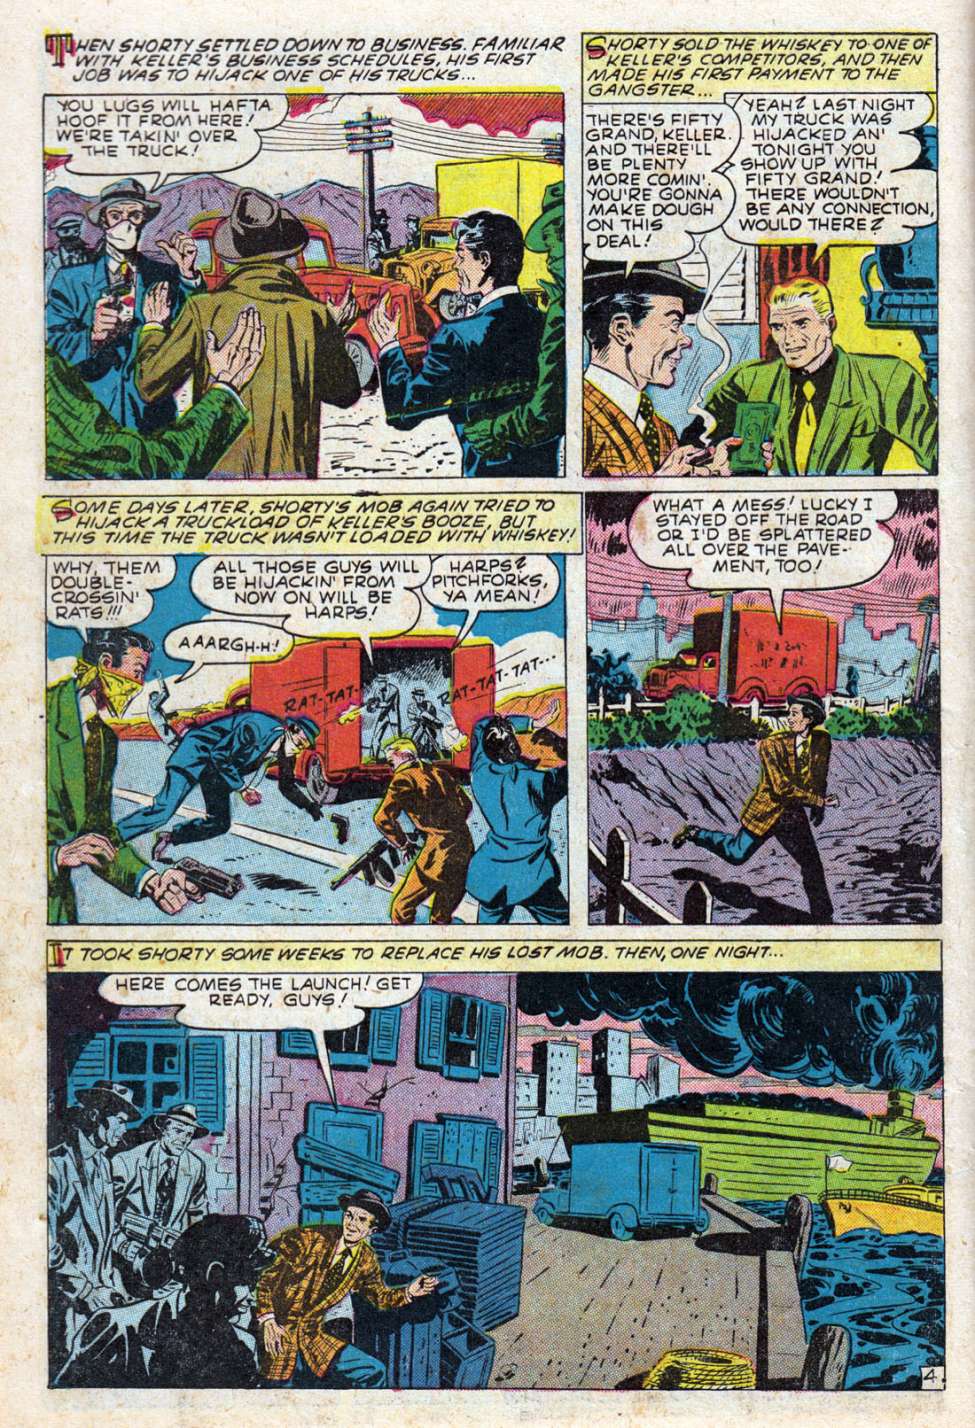 THEN SHORTY SETTLED DOWN TO BUSINESS. FAMILIAR
WITH KELLER'S BUSINESS SCHEDULES, HIS FIRST
JOB WAS TO HIJACK ONE OF HIS TRUCKS...
YOU LUGS WILL HAFTA
HOOF IT FROM HERE!
WE'RE TAKIN' OVER
THE TRUCK!
SHORTY SOLD THE WHISKEY TO ONE OF
KELLER'S COMPETITORS, AND THEN
MADE HIS FIRST PAYMENT TO THE
GANGSTER...
THERE'S FIFTY
GRAND, KELLER.
AND THERE'LL
BE PLENTY
MORE COMIN'.
YOU'RE GONNA
MAKE DOUGH
ON THIS
DEAL!
YEAH? LAST NIGHT
MY TRUCK WAS
HIJACKED AN'
TONIGHT YOU
SHOW UP WITH
FIFTY GRAND!
THERE WOULDN'T
BE ANY CONNECTION,
WOULD THERE?
SOME DAYS LATER, SHORTY'S MOB AGAIN TRIED TO
HIJACK A TRUCKLOAD OF KELLER'S BOOZE, BUT
THIS TIME THE TRUCK WASN'T LOADED WITH WHISKEY!
WHY, THEM
DOUBLE-
CROSSIN'
RATS!!!
AAARGH-H!
ALL THOSE GUYS WILL
BE HIJACKIN' FROM
NOW ON WILL BE
HARPS!
HARPS?
PITCHFORKS,
YA MEAN!
RAT-TAT-
RAT-TAT-TAT...
WHAT A MESS! LUCKY I
STAYED OFF THE ROAD
OR I'D BE SPLATTERED
ALL OVER THE PAVE-
MENT, TOO!
IT TOOK SHORTY SOME WEEKS TO REPLACE HIS LOST MOB. THEN, ONE NIGHT...
HERE COMES THE LAUNCH! GET
READY, GUYS!
4